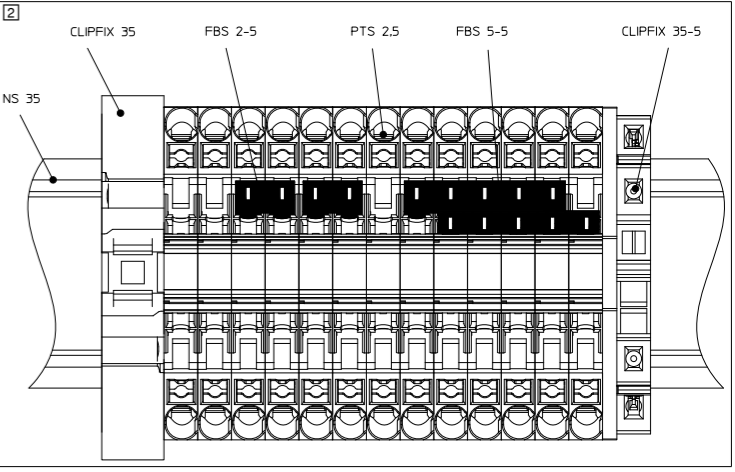 2
CLIPFIX 35
FBS 2-5
PTS 2,5
FBS 5-5
CLIPFIX 35-5
NS 35